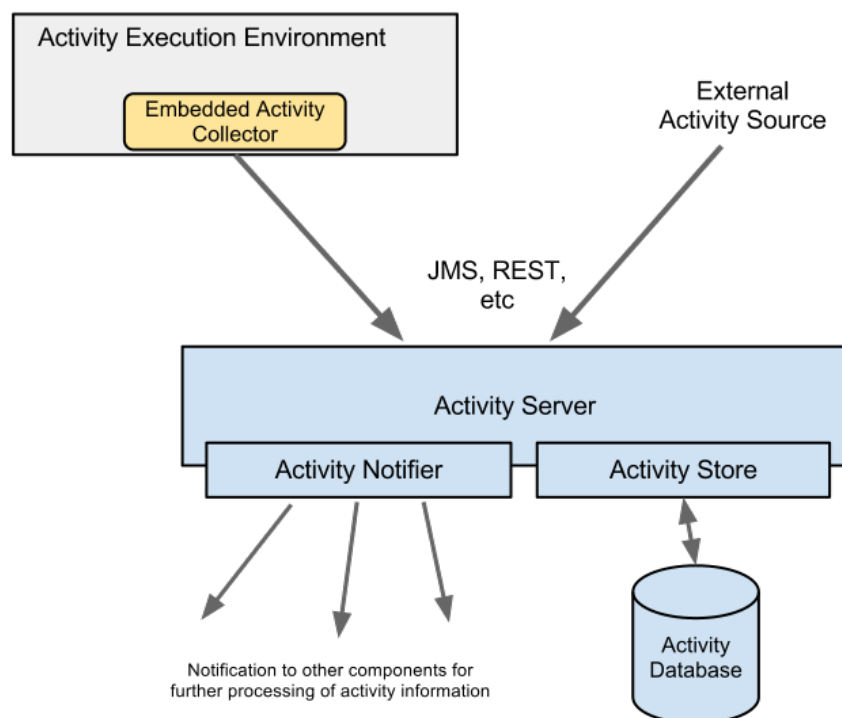 Activity Execution Environment
Embedded Activity
Collector
External
Activity Source
JMS, REST,
etc
Activity Server
Activity Notifier
Activity Store
Notification to other components for
further processing of activity information
Activity
Database